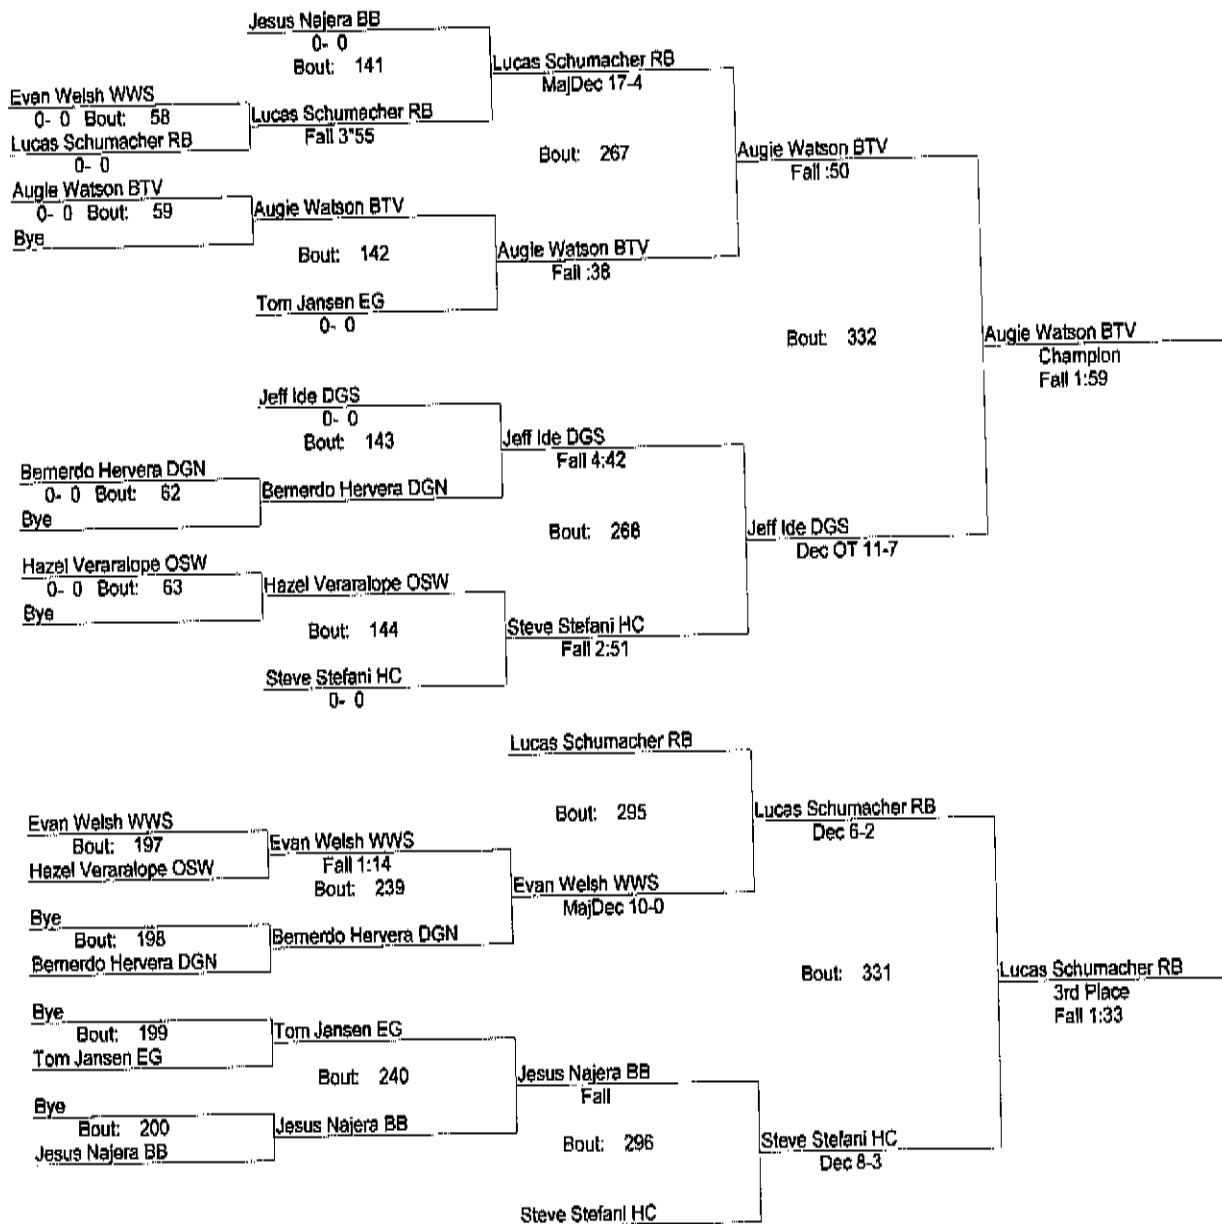 Jesus Najera BB
0- 0
Bout: 141
Lucas Schumacher RB
MajDec 17-4
Evan Welsh WWS
0- 0 Bout: 58
Lucas Schumacher RB
Fall 3"55
Lucas Schumacher RB
0- 0
Bout: 267
Augie Watson BTV
Fall :50
Augie Watson BTV
0- 0 Bout: 59
Augie Watson BTV
Bye
Bout: 142
Augie Watson BTV
Fall :38
Tom Jansen EG
0- 0
Bout: 332
Augie Watson BTV
Champion
Fall 1:59
Jeff Ide DGS
0- 0
Bout: 143
Jeff Ide DGS
Fall 4:42
Bernerdo Hervera DGN
0- 0 Bout: 62
Bernerdo Hervera DGN
Bye
Bout: 268
Jeff Ide DGS
Dec OT 11-7
Hazel Veraralope OSW
0- 0 Bout: 63
Hazel Veraralope OSW
Bye
Bout: 144
Steve Stefani HC
Fall 2:51
Steve Stefani HC
0- 0
Lucas Schumacher RB
Bout: 295
Lucas Schumacher RB
Dec 6-2
Evan Welsh WWS
Bout: 197
Evan Welsh WWS
Fall 1:14
Hazel Veraralope OSW
Bout: 239
Evan Welsh WWS
MajDec 10-0
Bye
Bout: 198
Bernerdo Hervera DGN
Bernerdo Hervera DGN
Bout: 331
Lucas Schumacher RB
3rd Place
Fall 1:33
Bye
Bout: 199
Tom Jansen EG
Tom Jansen EG
Bout: 240
Jesus Najera BB
Fall
Bye
Bout: 200
Jesus Najera BB
Jesus Najera BB
Bout: 296
Steve Stefani HC
Dec 8-3
Steve Stefani HC